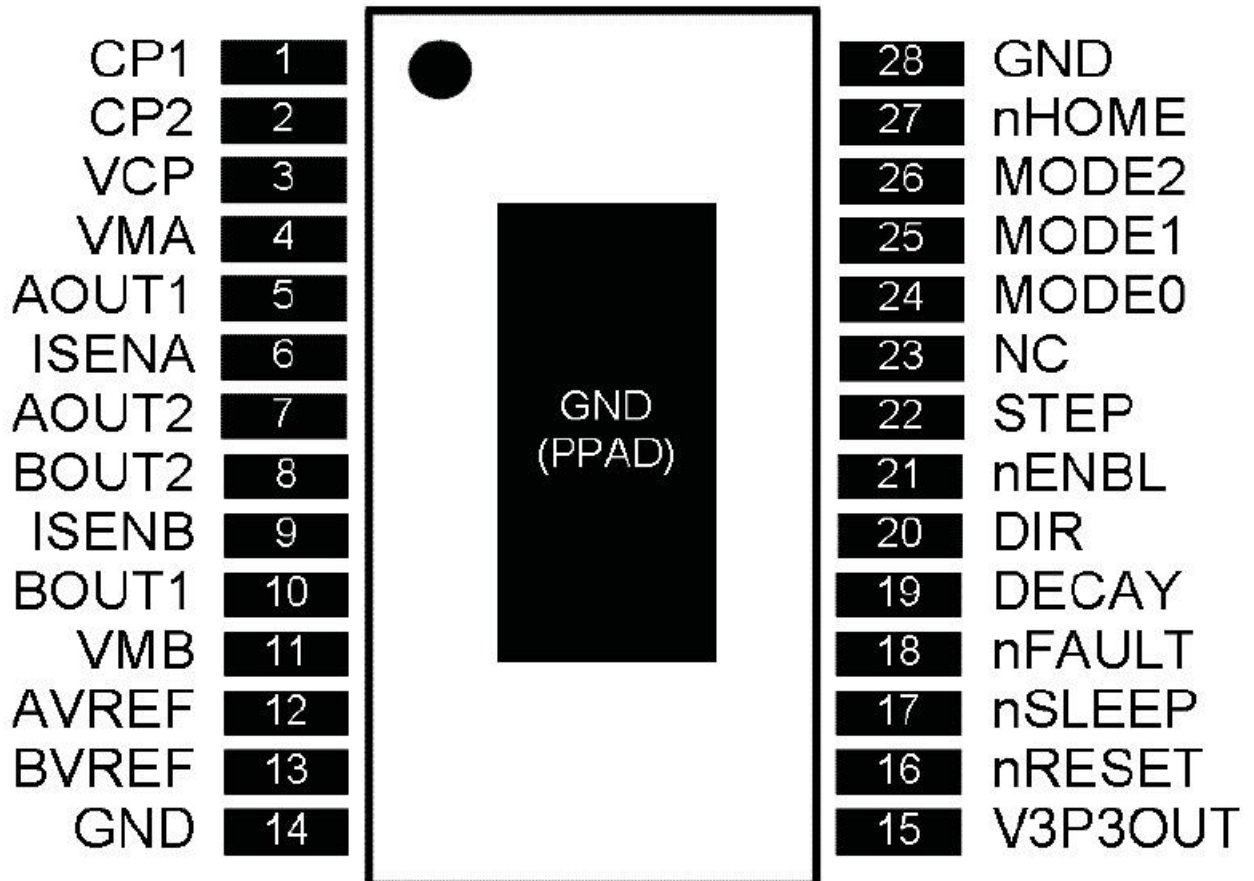 CP1 1
CP2 2
VCP 3
VMA 4
AOUT1 5
ISENA 6
AOUT2 7
BOUT2 8
ISENB 9
BOUT1 10
VMB 11
AVREF 12
BVREF 13
GND 14
GND
(PPAD)
28 GND
27 nHOME
26 MODE2
25 MODE1
24 MODE0
23 NC
22 STEP
21 nENBL
20 DIR
19 DECAY
18 nFAULT
17 nSLEEP
16 nRESET
15 V3P3OUT